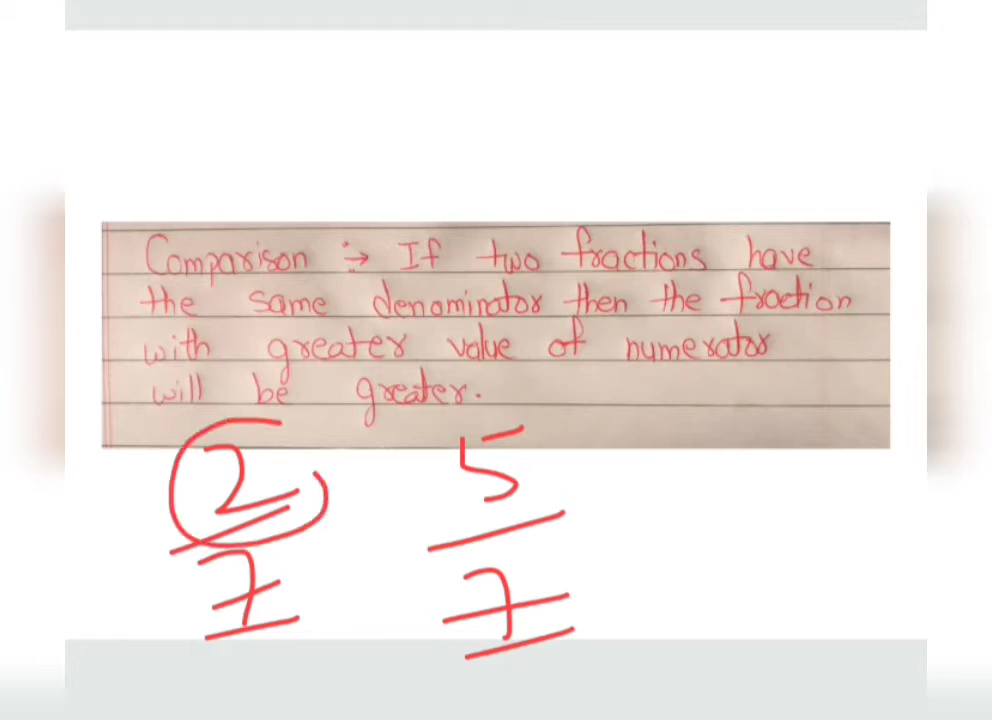 Comparison :→ If two fractions have
the same denominator then the fraction
with greater value of numerator
will be greater.
2 5
7 7